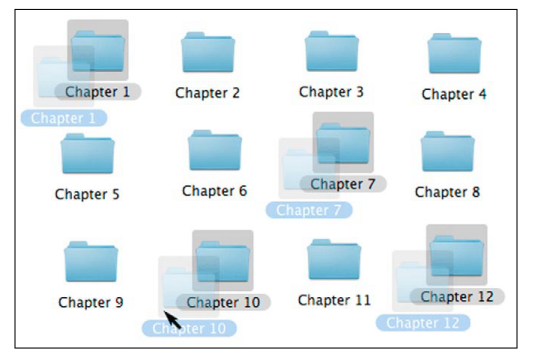 Chapter 1
Chapter 2
Chapter 3
Chapter 4
Chapter 1
Chapter 5
Chapter 6
Chapter 7
Chapter 8
Chapter 7
Chapter 9
Chapter 10
Chapter 11
Chapter 12
Chapter 10
Chapter 12